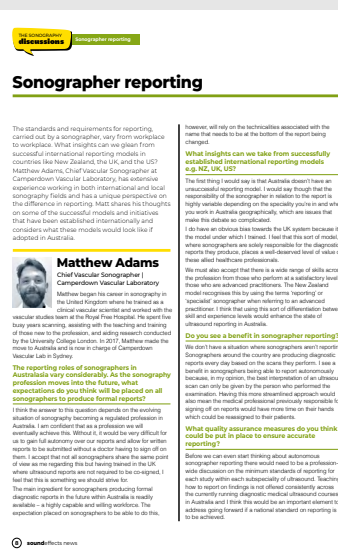 THE SONOGRAPHY
discussions
Sonographer reporting
Sonographer reporting
The standards and requirements for reporting,
carried out by a sonographer, vary from workplace
to workplace. What insights can we glean from
successful international reporting models in
countries like New Zealand, the UK, and the US?
Matthew Adams, Chief Vascular Sonographer at
Camperdown Vascular Laboratory, has extensive
experience working in both international and local
sonography fields and has a unique perspective on
the difference in reporting. Matt shares his thoughts
on some of the successful models and initiatives
that have been established internationally and
considers what these models would look like if
adopted in Australia.
Matthew Adams
Chief Vascular Sonographer |
Camperdown Vascular Laboratory
Matthew began his career in sonography in
the United Kingdom where he trained as a
clinical vascular scientist and worked with the
vascular studies team at the Royal Free Hospital. He spent five
busy years scanning, assisting with the teaching and training
of those new to the profession, and aiding research conducted
by the University College London. In 2017, Matthew made the
move to Australia and is now in charge of Camperdown
Vascular Lab in Sydney.
The reporting roles of sonographers in
Australasia vary considerably. As the sonography
profession moves into the future, what
expectations do you think will be placed on all
sonographers to produce formal reports?
I think the answer to this question depends on the evolving
situation of sonography becoming a regulated profession in
Australia. I am confident that as a profession we will
eventually achieve this. Without it, it would be very difficult for
us to gain full autonomy over our reports and allow for written
reports to be submitted without a doctor having to sign off on
them. I accept that not all sonographers share the same point
of view as me regarding this but having trained in the UK
where ultrasound reports are not required to be co-signed, I
feel that this is something we should strive for.
The main ingredient for sonographers producing formal
diagnostic reports in the future within Australia is readily
available – a highly capable and willing workforce. The
expectation placed on sonographers to be able to do this,
however, will rely on the technicalities associated with the
name that needs to be at the bottom of the report being
changed.
What insights can we take from successfully
established international reporting models
e.g. NZ, UK, US?
The first thing I would say is that Australia doesn't have an
unsuccessful reporting model. I would say though that the
responsibility of the sonographer in relation to the report is
highly variable depending on the speciality you're in and whe
you work in Australia geographically, which are issues that
make this debate so complicated.
I do have an obvious bias towards the UK system because it
the model under which I trained. I feel that this sort of model,
where sonographers are solely responsible for the diagnostic
reports they produce, places a well-deserved level of value o
these allied healthcare professionals.
We must also accept that there is a wide range of skills acro
the profession from those who perform at a satisfactory level
those who are advanced practitioners. The New Zealand
model recognises this by using the terms 'reporting' or
'specialist' sonographer when referring to an advanced
practitioner. I think that using this sort of differentiation betwe
skill and experience levels would enhance the state of
ultrasound reporting in Australia.
Do you see a benefit in sonographer reporting?
We don't have a situation where sonographers aren't reportin
Sonographers around the country are producing diagnostic
reports every day based on the scans they perform. I see a
benefit in sonographers being able to report autonomously
because, in my opinion, the best interpretation of an ultrasou
scan can only be given by the person who performed the
examination. Having this more streamlined approach would
also mean the medical professional previously responsible fo
signing off on reports would have more time on their hands
which could be reassigned to their patients.
What quality assurance measures do you think
could be put in place to ensure accurate
reporting?
Before we can even start thinking about autonomous
sonographer reporting there would need to be a profession-
wide discussion on the minimum standards of reporting for
each study within each subspeciality of ultrasound. Teaching
how to report on findings is not offered consistently across
the currently running diagnostic medical ultrasound courses
in Australia and I think this would be an important element to
address going forward if a national standard on reporting is
to be achieved.
8 soundeffects news